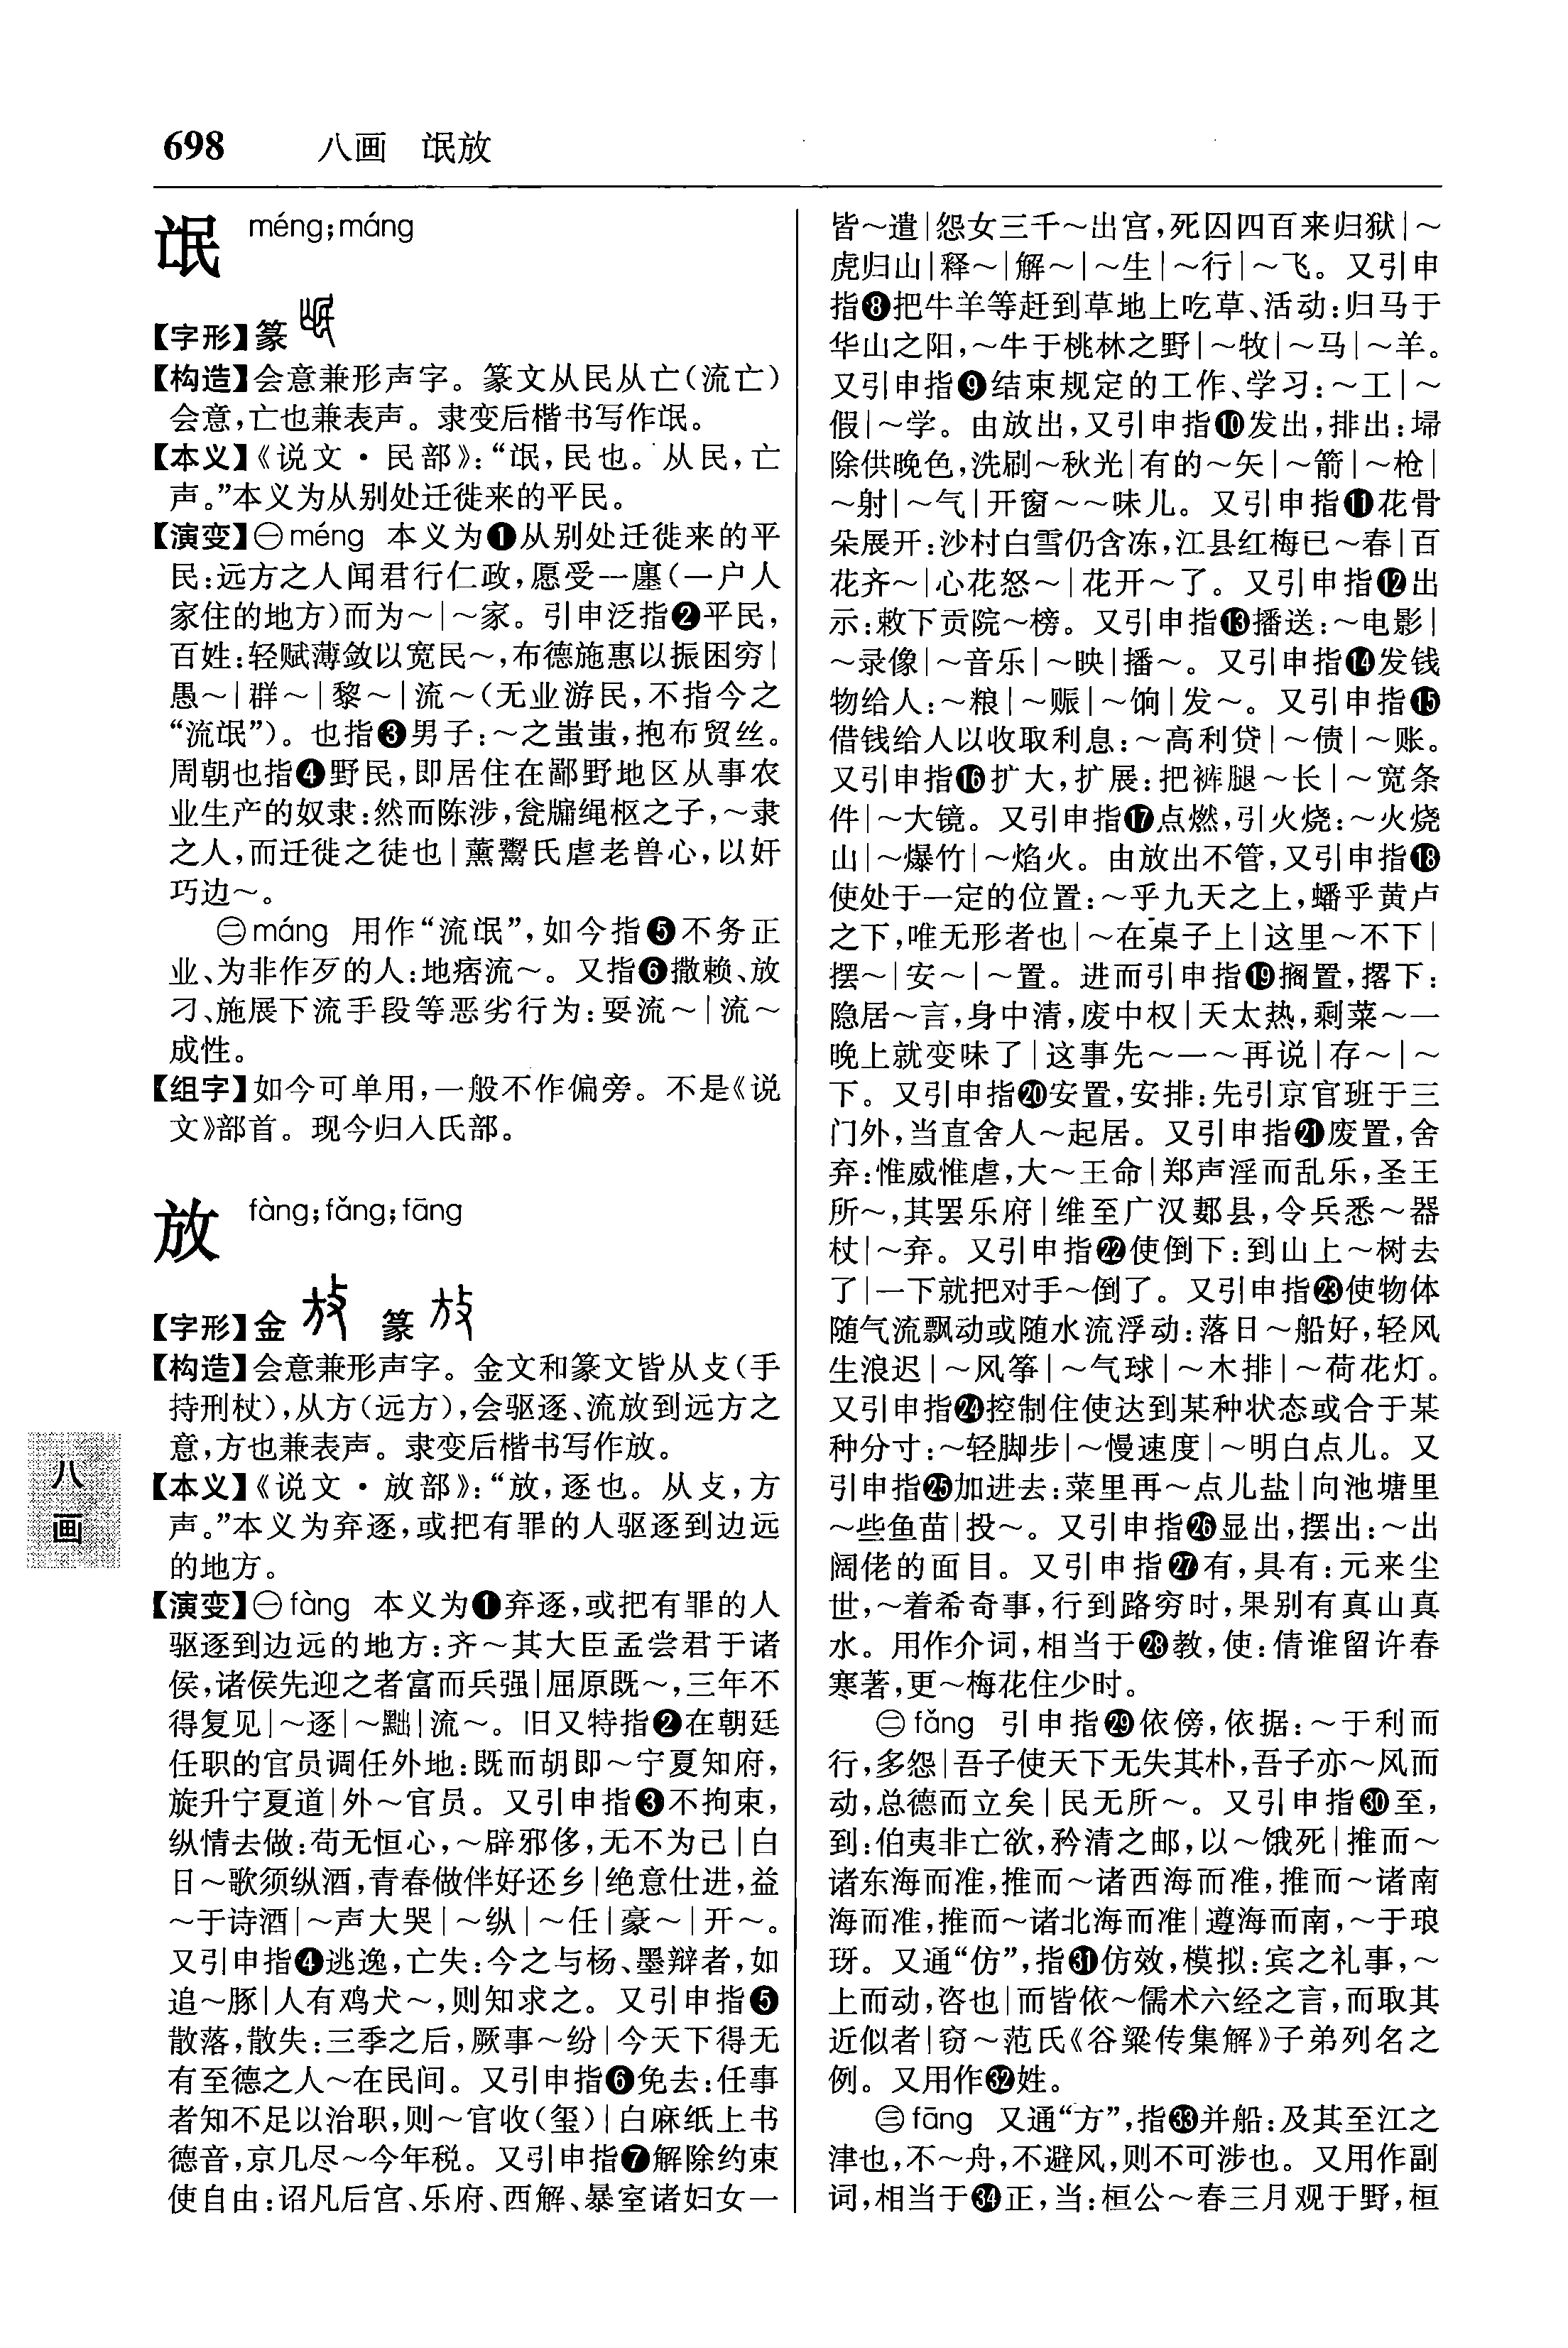 698 八画 氓放
氓 méng;máng
【字形】篆
【构造】会意兼形声字。篆文从民从亡(流亡)
会意,亡也兼表声。隶变后楷书写作氓。
【本义】《说文·民部》:“氓,民也。从民,亡
声。”本义为从别处迁徙来的平民。
【演变】㊀méng 本义为❶从别处迁徙来的平
民:远方之人闻君行仁政,愿受一廛(一户人
家住的地方)而为～|～家。引申泛指❷平民,
百姓:轻赋薄敛以宽民～,布德施惠以振困穷|
愚～|群～|黎～|流～(无业游民,不指今之
“流氓”)。也指❸男子:～之蚩蚩,抱布贸丝。
周朝也指❹野民,即居住在鄙野地区从事农
业生产的奴隶:然而陈涉,瓮牖绳枢之子,～隶
之人,而迁徙之徒也|薰鬻氏虐老兽心,以奸
巧边～。
㊁máng 用作“流氓”,如今指❺不务正
业、为非作歹的人:地痞流～。又指❻撒赖、放
刁、施展下流手段等恶劣行为:耍流～|流～
成性。
【组字】如今可单用,一般不作偏旁。不是《说
文》部首。现今归入氏部。
放 fàng;fǎng;fāng
【字形】金 篆
【构造】会意兼形声字。金文和篆文皆从攴(手
持刑杖),从方(远方),会驱逐、流放到远方之
意,方也兼表声。隶变后楷书写作放。
【本义】《说文·放部》:“放,逐也。从攴,方
声。”本义为弃逐,或把有罪的人驱逐到边远
的地方。
【演变】㊀fàng 本义为❶弃逐,或把有罪的人
驱逐到边远的地方:齐～其大臣孟尝君于诸
侯,诸侯先迎之者富而兵强|屈原既～,三年不
得复见|～逐|～黜|流～。旧又特指❷在朝廷
任职的官员调任外地:既而胡即～宁夏知府,
旋升宁夏道|外～官员。又引申指❸不拘束,
纵情去做:苟无恒心,～辟邪侈,无不为己|白
日～歌须纵酒,青春做伴好还乡|绝意仕进,益
～于诗酒|～声大哭|～纵|～任|豪～|开～。
又引申指❹逃逸,亡失:今之与杨、墨辩者,如
追～豚|人有鸡犬～,则知求之。又引申指❺
散落,散失:三季之后,厥事～纷|今天下得无
有至德之人～在民间。又引申指❻免去:任事
者知不足以治职,则～官收(玺)|白麻纸上书
德音,京几尽～今年税。又引申指❼解除约束
使自由:诏凡后宫、乐府、西解、暴室诸妇女一
皆～遣|怨女三千～出宫,死囚四百来归狱|～
虎归山|释～|解～|～生|～行|～飞。又引申
指❽把牛羊等赶到草地上吃草、活动:归马于
华山之阳,～牛于桃林之野|～牧|～马|～羊。
又引申指❾结束规定的工作、学习:～工|～
假|～学。由放出,又引申指❿发出,排出:埽
除供晚色,洗刷～秋光|有的～矢|～箭|～枪|
～射|～气|开窗～～味儿。又引申指⓫花骨
朵展开:沙村白雪仍含冻,江县红梅已～春|百
花齐～|心花怒～|花开～了。又引申指⓬出
示:敕下贡院～榜。又引申指⓭播送:～电影|
～录像|～音乐|～映|播～。又引申指⓮发钱
物给人:～粮|～赈|～饷|发～。又引申指⓯
借钱给人以收取利息:～高利贷|～债|～账。
又引申指⓰扩大,扩展:把裤腿～长|～宽条
件|～大镜。又引申指⓱点燃,引火烧:～火烧
山|～爆竹|～焰火。由放出不管,又引申指⓲
使处于一定的位置:～乎九天之上,蟠乎黄卢
之下,唯无形者也|～在桌子上|这里～不下|
摆～|安～|～置。进而引申指⓳搁置,撂下:
隐居～言,身中清,废中权|天太热,剩菜～一
晚上就变味了|这事先～一～再说|存～|～
下。又引申指⓴安置,安排:先引京官班于三
门外,当直舍人～起居。又引申指㉑废置,舍
弃:惟威惟虐,大～王命|郑声淫而乱乐,圣王
所～,其罢乐府|维至广汉郪县,令兵悉～器
杖|～弃。又引申指㉒使倒下:到山上～树去
了|一下就把对手～倒了。又引申指㉓使物体
随气流飘动或随水流浮动:落日～船好,轻风
生浪迟|～风筝|～气球|～木排|～荷花灯。
又引申指㉔控制住使达到某种状态或合于某
种分寸:～轻脚步|～慢速度|～明白点儿。又
引申指㉕加进去:菜里再～点儿盐|向池塘里
～些鱼苗|投～。又引申指㉖显出,摆出:～出
阔佬的面目。又引申指㉗有,具有:元来尘
世,～着希奇事,行到路穷时,果别有真山真
水。用作介词,相当于㉘教,使:倩谁留许春
寒著,更～梅花住少时。
㊁fǎng 引申指㉙依傍,依据:～于利而
行,多怨|吾子使天下无失其朴,吾子亦～风而
动,总德而立矣|民无所～。又引申指㉚至,
到:伯夷非亡欲,矜清之邮,以～饿死|推而～
诸东海而准,推而～诸西海而准,推而～诸南
海而准,推而～诸北海而准|遵海而南,～于琅
玡。又通“仿”,指㉛仿效,模拟:宾之礼事,～
上而动,咨也|而皆依～儒术六经之言,而取其
近似者|窃～范氏《谷粱传集解》子弟列名之
例。又用作㉜姓。
㊂fāng 又通“方”,指㉝并船:及其至江之
津也,不～舟,不避风,则不可涉也。又用作副
词,相当于㉞正,当:桓公～春三月观于野,桓
八画